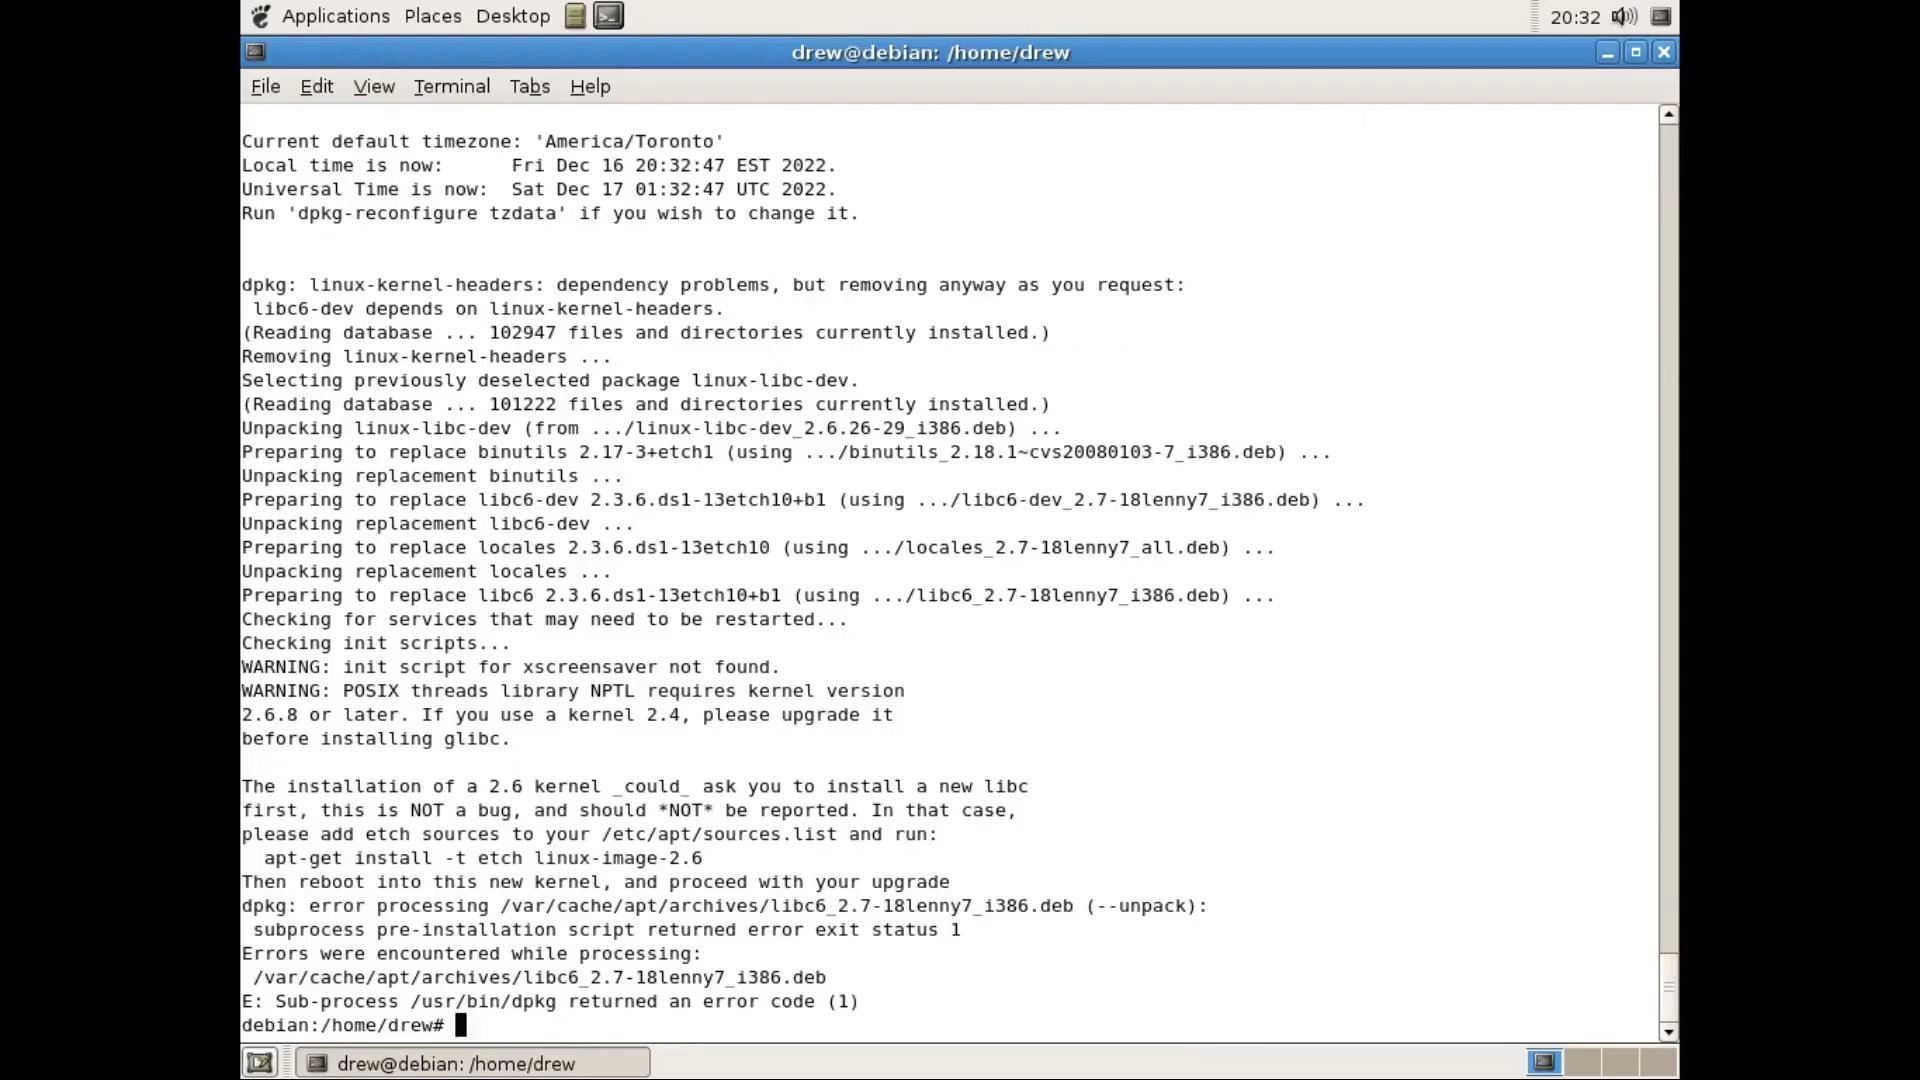 Applications Places Desktop 20:32
drew@debian: /home/drew
File Edit View Terminal Tabs Help
Current default timezone: 'America/Toronto'
Local time is now:      Fri Dec 16 20:32:47 EST 2022.
Universal Time is now:  Sat Dec 17 01:32:47 UTC 2022.
Run 'dpkg-reconfigure tzdata' if you wish to change it.
dpkg: linux-kernel-headers: dependency problems, but removing anyway as you request:
 libc6-dev depends on linux-kernel-headers.
(Reading database ... 102947 files and directories currently installed.)
Removing linux-kernel-headers ...
Selecting previously deselected package linux-libc-dev.
(Reading database ... 101222 files and directories currently installed.)
Unpacking linux-libc-dev (from .../linux-libc-dev_2.6.26-29_i386.deb) ...
Preparing to replace binutils 2.17-3+etch1 (using .../binutils_2.18.1~cvs20080103-7_i386.deb) ...
Unpacking replacement binutils ...
Preparing to replace libc6-dev 2.3.6.ds1-13etch10+b1 (using .../libc6-dev_2.7-18lenny7_i386.deb) ...
Unpacking replacement libc6-dev ...
Preparing to replace locales 2.3.6.ds1-13etch10 (using .../locales_2.7-18lenny7_all.deb) ...
Unpacking replacement locales ...
Preparing to replace libc6 2.3.6.ds1-13etch10+b1 (using .../libc6_2.7-18lenny7_i386.deb) ...
Checking for services that may need to be restarted...
Checking init scripts...
WARNING: init script for xscreensaver not found.
WARNING: POSIX threads library NPTL requires kernel version
2.6.8 or later. If you use a kernel 2.4, please upgrade it
before installing glibc.
The installation of a 2.6 kernel _could_ ask you to install a new libc
first, this is NOT a bug, and should *NOT* be reported. In that case,
please add etch sources to your /etc/apt/sources.list and run:
  apt-get install -t etch linux-image-2.6
Then reboot into this new kernel, and proceed with your upgrade
dpkg: error processing /var/cache/apt/archives/libc6_2.7-18lenny7_i386.deb (--unpack):
 subprocess pre-installation script returned error exit status 1
Errors were encountered while processing:
 /var/cache/apt/archives/libc6_2.7-18lenny7_i386.deb
E: Sub-process /usr/bin/dpkg returned an error code (1)
debian:/home/drew#
drew@debian: /home/drew